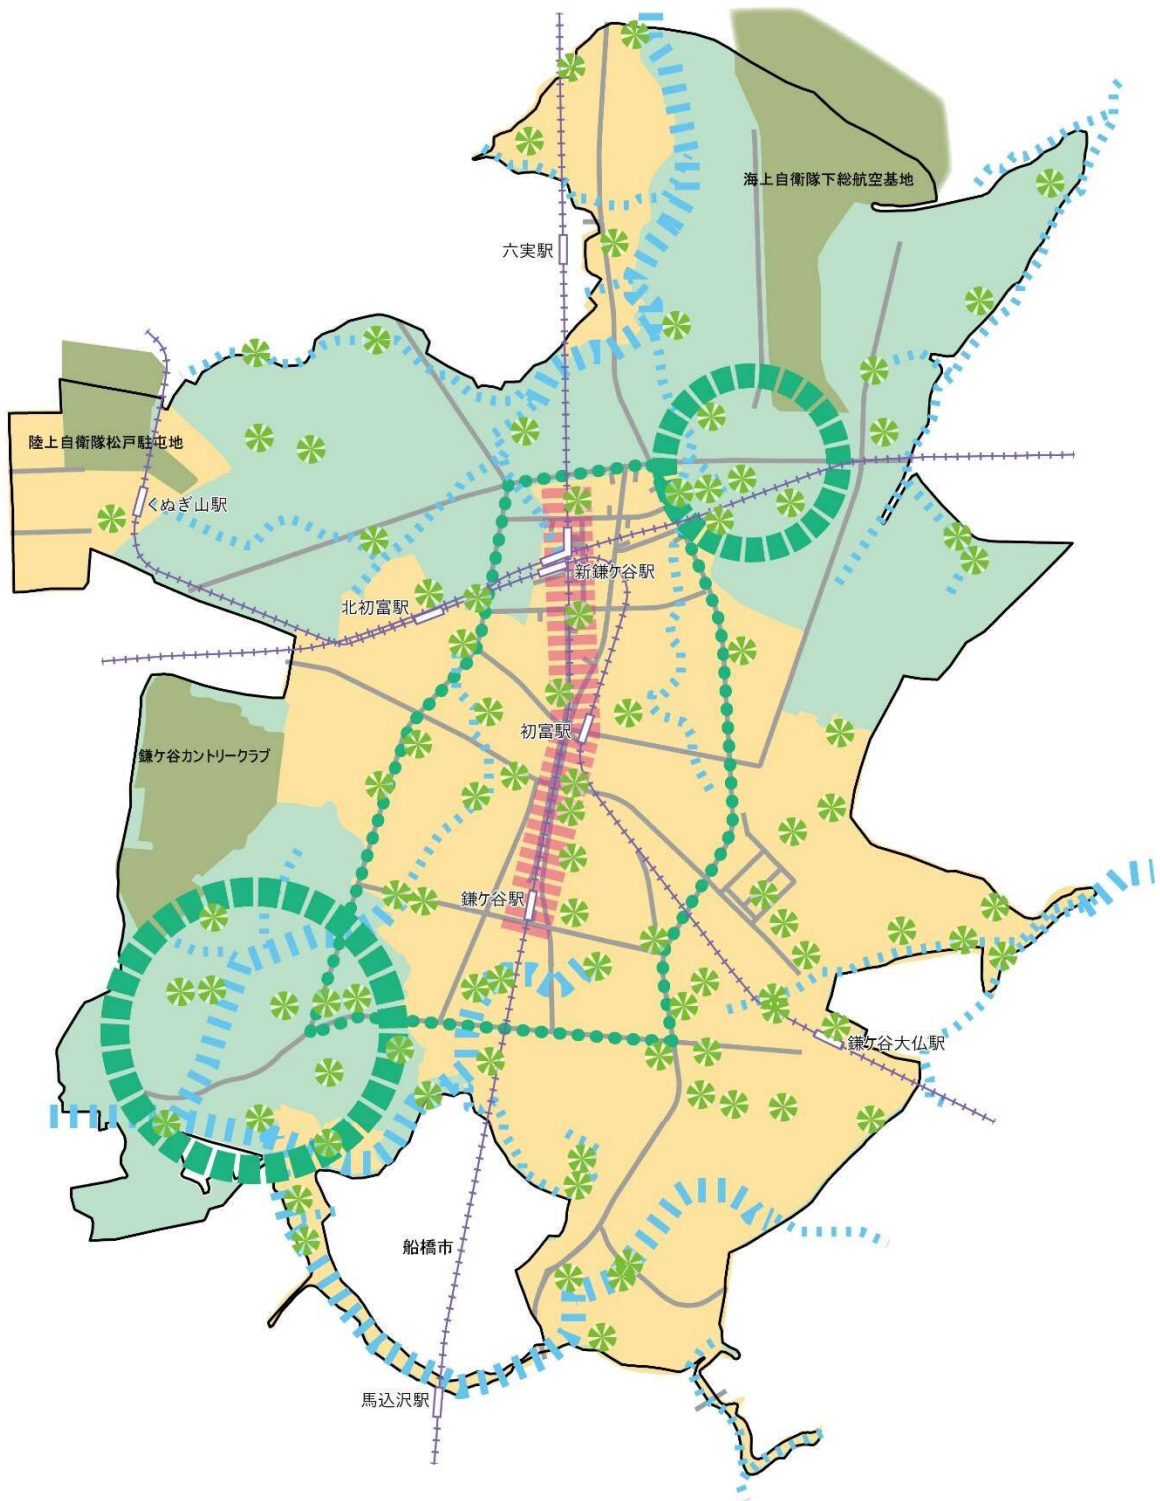 海上自衛隊下総航空基地
六実駅
陸上自衛隊松戸駐屯地
くぬぎ山駅
新鎌ケ谷駅
北初富駅
初富駅
鎌ケ谷カントリークラブ
鎌ケ谷駅
鎌ケ谷大仏駅
船橋市
馬込沢駅